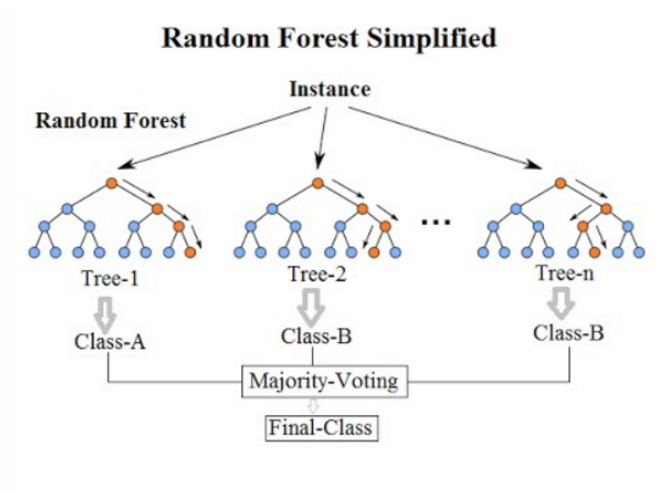 Random Forest Simplified
Instance
Random Forest
...
Tree-1
Tree-2
Tree-n
Class-A
Class-B
Class-B
Majority-Voting
Final-Class